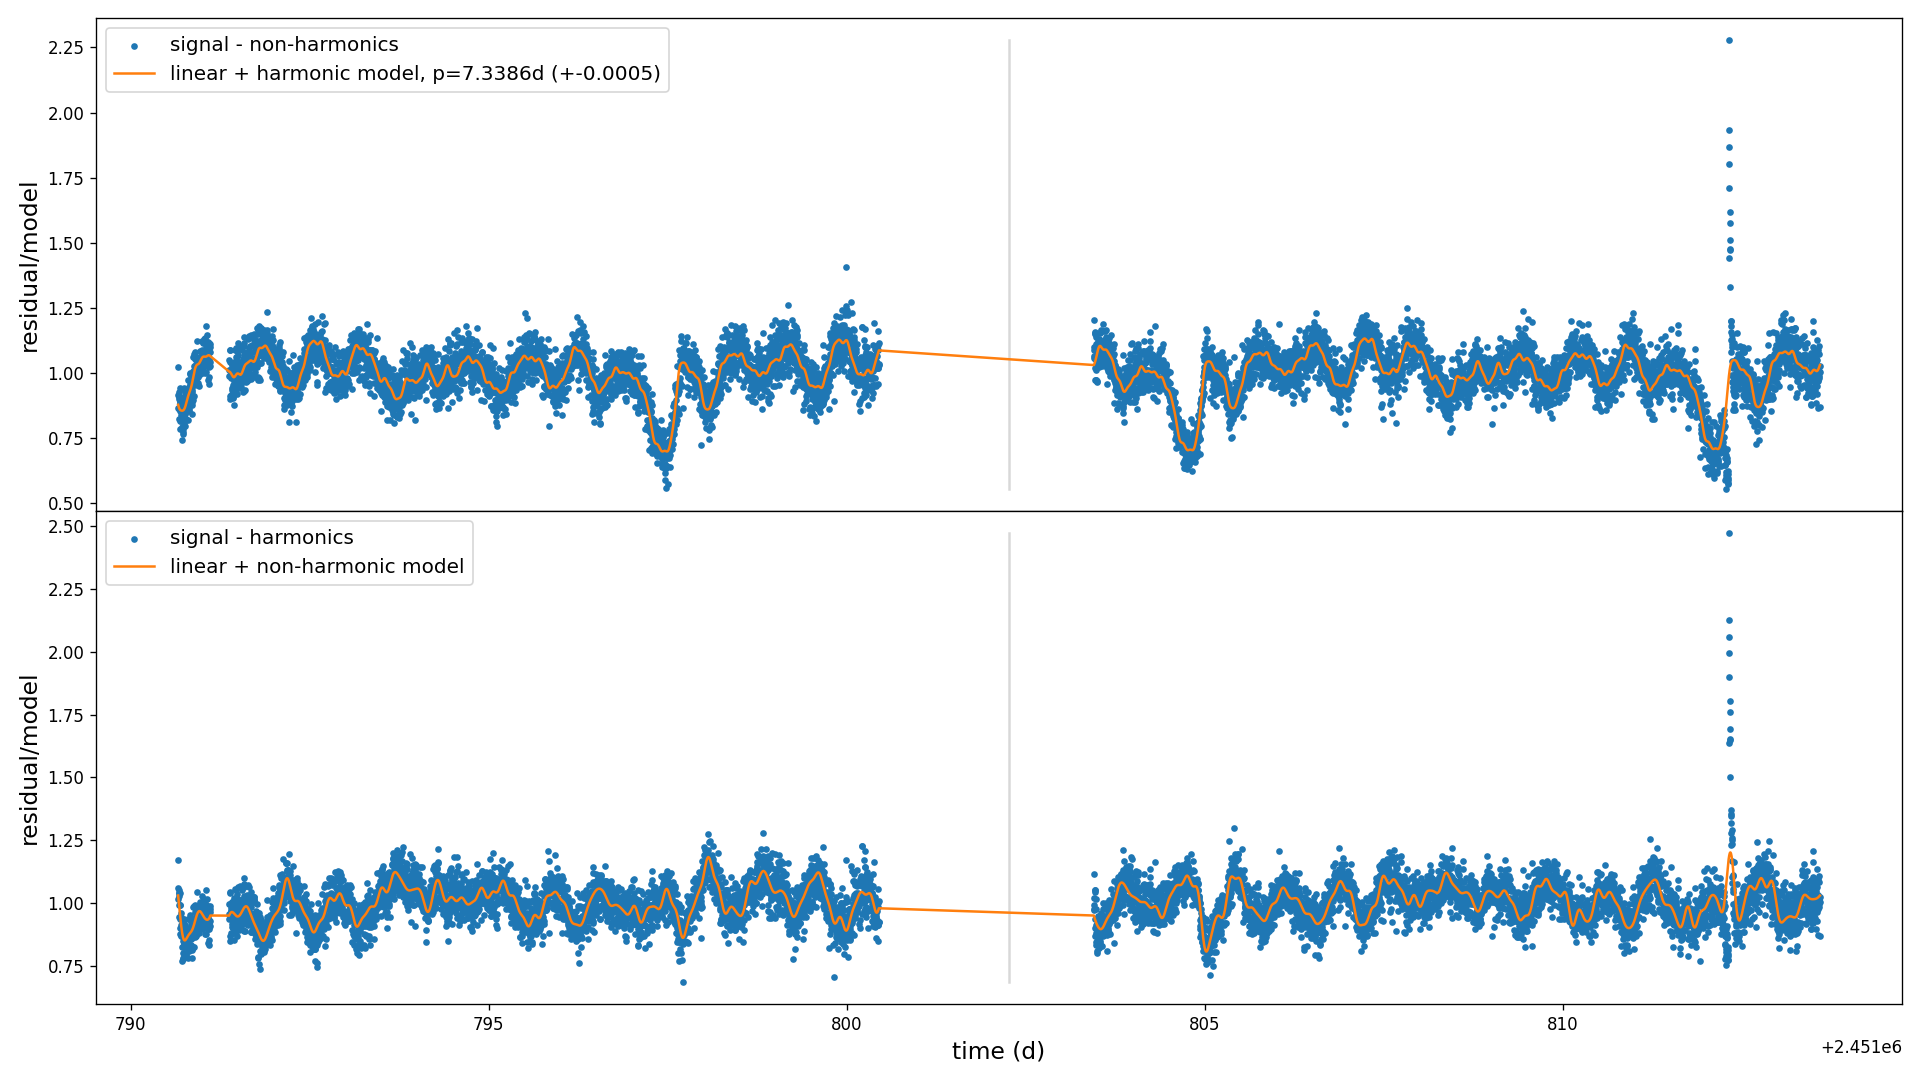 signal - non-harmonics
linear + harmonic model, p=7.3386d (+-0.0005)
residual/model
2.25
2.00
1.75
1.50
1.25
1.00
0.75
0.50
signal - harmonics
linear + non-harmonic model
residual/model
2.50
2.25
2.00
1.75
1.50
1.25
1.00
0.75
790 795 800 805 810
time (d)
+2.451e6